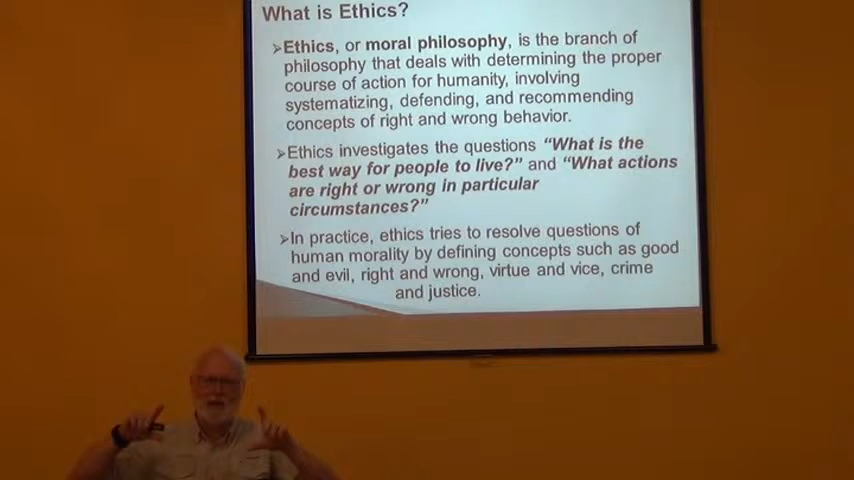 What is Ethics?
➢Ethics, or moral philosophy, is the branch of
philosophy that deals with determining the proper
course of action for humanity, involving
systematizing, defending, and recommending
concepts of right and wrong behavior.
➢Ethics investigates the questions “What is the
best way for people to live?” and “What actions
are right or wrong in particular
circumstances?”
➢In practice, ethics tries to resolve questions of
human morality by defining concepts such as good
and evil, right and wrong, virtue and vice, crime
and justice.